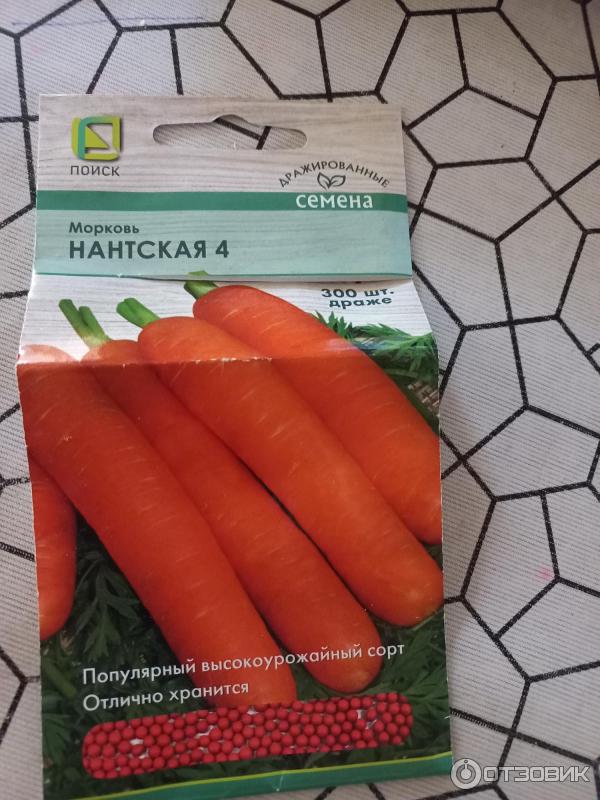 ПОИСК
ДРАЖИРОВАННЫЕ
семена
Морковь
НАНТСКАЯ 4
300 шт.
драже
Популярный высокоурожайный сорт
Отлично хранится
ОТЗОВИК